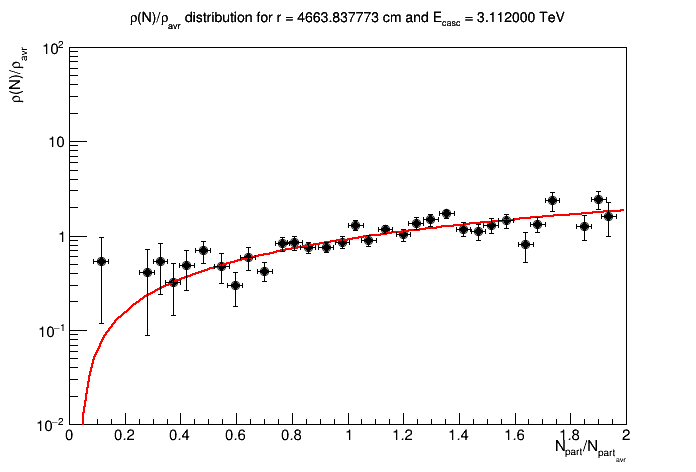 ρ(N)/ρavr distribution for r = 4663.837773 cm and Ecasc = 3.112000 TeV
ρ(N)/ρavr
10²
10
1
10⁻¹
10⁻²
0 0.2 0.4 0.6 0.8 1 1.2 1.4 1.6 1.8 2
Npart/Npartavr